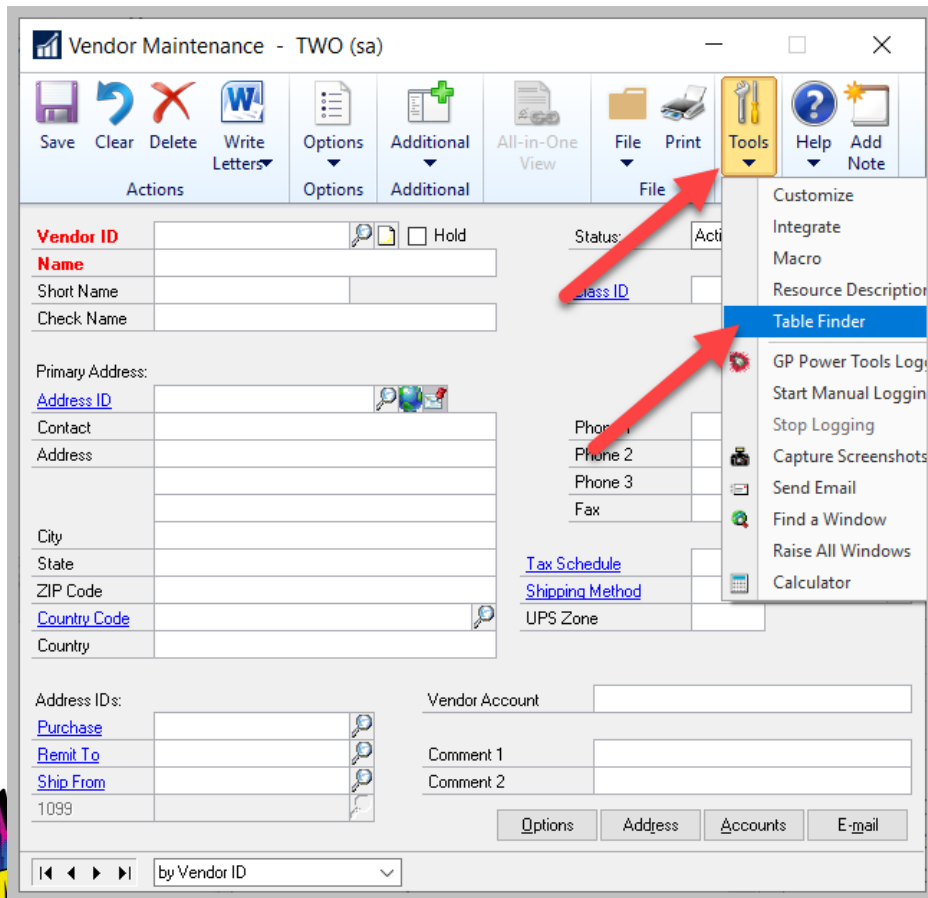 Vendor Maintenance - TWO (sa)
Save Clear Delete Write Letters Options Additional All-in-One View File Print Tools Help Add Note
Actions Options Additional File
Customize
Integrate
Macro
Resource Description
Table Finder
GP Power Tools Logg
Start Manual Loggin
Stop Logging
Capture Screenshots
Send Email
Find a Window
Raise All Windows
Calculator
Vendor ID Hold Status: Acti
Name
Short Name Class ID
Check Name
Primary Address:
Address ID
Contact Phone 1
Address Phone 2
Phone 3
Fax
City
State Tax Schedule
ZIP Code Shipping Method
Country Code UPS Zone
Country
Address IDs: Vendor Account
Purchase
Remit To Comment 1
Ship From Comment 2
1099
Options Address Accounts E-mail
by Vendor ID